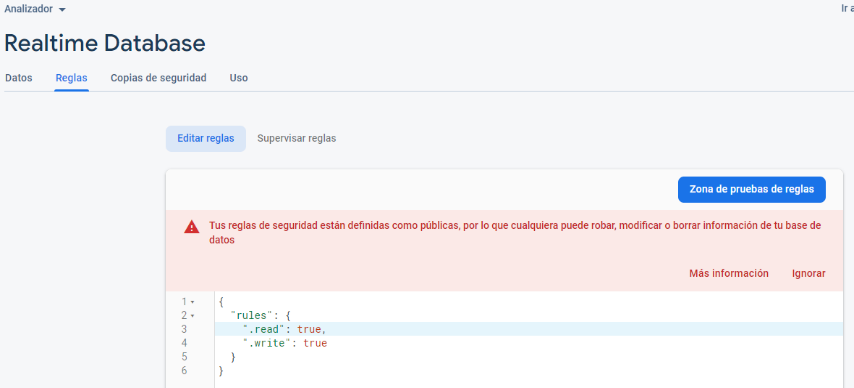 Analizador
Ir a
Realtime Database
Datos Reglas Copias de seguridad Uso
Editar reglas Supervisar reglas
Zona de pruebas de reglas
Tus reglas de seguridad están definidas como públicas, por lo que cualquiera puede robar, modificar o borrar información de tu base de
datos
Más información Ignorar
1 {
2 "rules": {
3 ".read": true,
4 ".write": true
5 }
6 }